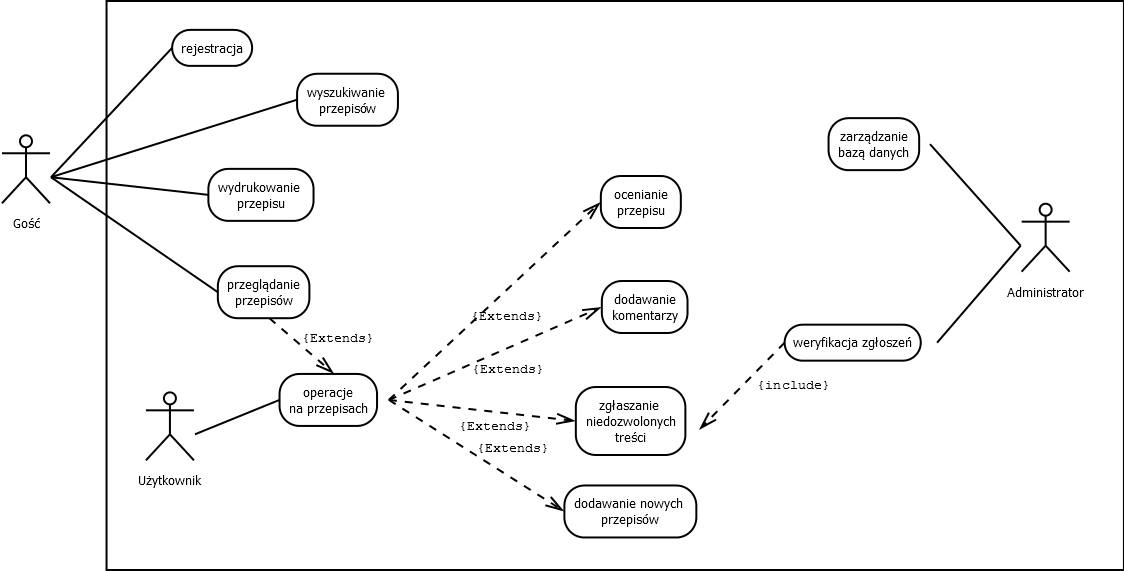 rejestracja
wyszukiwanie
przepisów
wydrukowanie
przepisu
Gość
przeglądanie
przepisów
{Extends}
operacje
na przepisach
Użytkownik
ocenianie
przepisu
{Extends}
dodawanie
komentarzy
{Extends}
zgłaszanie
niedozwolonych
treści
{Extends}
{Extends}
dodawanie nowych
przepisów
zarządzanie
bazą danych
Administrator
weryfikacja zgłoszeń
{include}